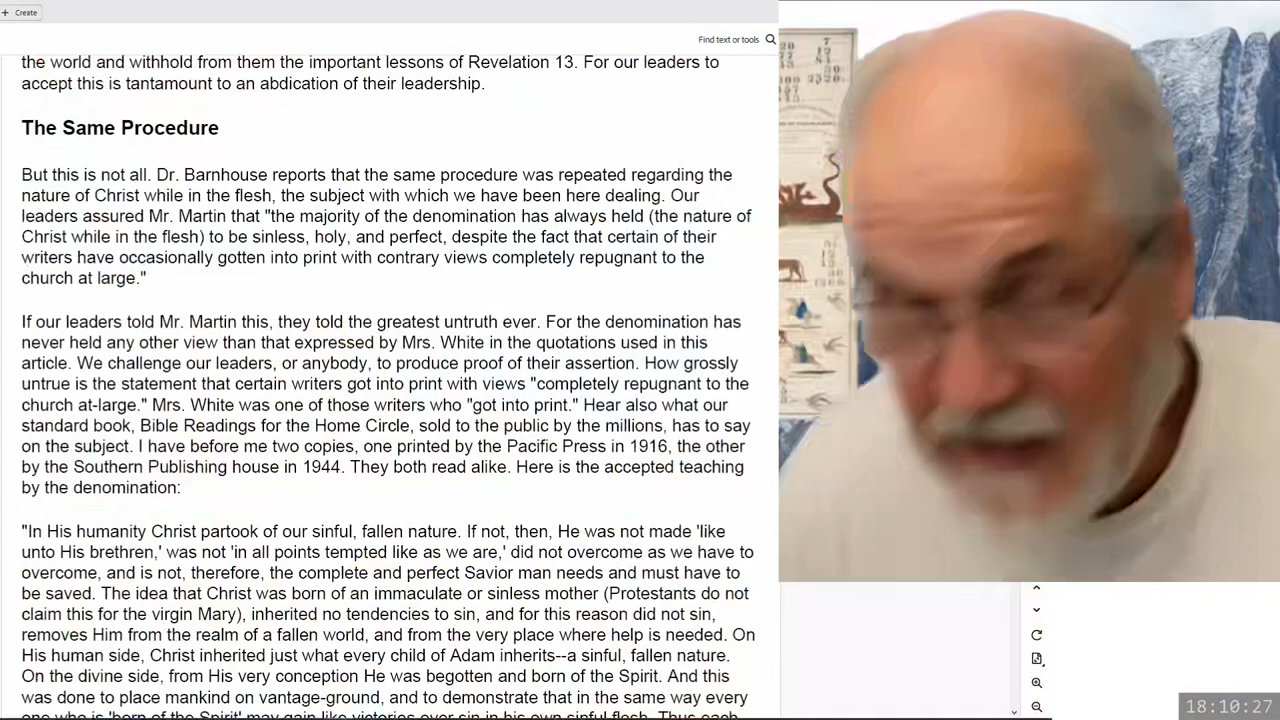 + Create
Find text or tools
the world and withhold from them the important lessons of Revelation 13. For our leaders to
accept this is tantamount to an abdication of their leadership.
The Same Procedure
But this is not all. Dr. Barnhouse reports that the same procedure was repeated regarding the
nature of Christ while in the flesh, the subject with which we have been here dealing. Our
leaders assured Mr. Martin that "the majority of the denomination has always held (the nature of
Christ while in the flesh) to be sinless, holy, and perfect, despite the fact that certain of their
writers have occasionally gotten into print with contrary views completely repugnant to the
church at large."
If our leaders told Mr. Martin this, they told the greatest untruth ever. For the denomination has
never held any other view than that expressed by Mrs. White in the quotations used in this
article. We challenge our leaders, or anybody, to produce proof of their assertion. How grossly
untrue is the statement that certain writers got into print with views "completely repugnant to the
church at-large." Mrs. White was one of those writers who "got into print." Hear also what our
standard book, Bible Readings for the Home Circle, sold to the public by the millions, has to say
on the subject. I have before me two copies, one printed by the Pacific Press in 1916, the other
by the Southern Publishing house in 1944. They both read alike. Here is the accepted teaching
by the denomination:
"In His humanity Christ partook of our sinful, fallen nature. If not, then, He was not made 'like
unto His brethren,' was not 'in all points tempted like as we are,' did not overcome as we have to
overcome, and is not, therefore, the complete and perfect Savior man needs and must have to
be saved. The idea that Christ was born of an immaculate or sinless mother (Protestants do not
claim this for the virgin Mary), inherited no tendencies to sin, and for this reason did not sin,
removes Him from the realm of a fallen world, and from the very place where help is needed. On
His human side, Christ inherited just what every child of Adam inherits--a sinful, fallen nature.
On the divine side, from His very conception He was begotten and born of the Spirit. And this
was done to place mankind on vantage-ground, and to demonstrate that in the same way every
one who is 'born of the Spirit' may gain like victories over sin in his own sinful flesh. Thus each
18:10:27